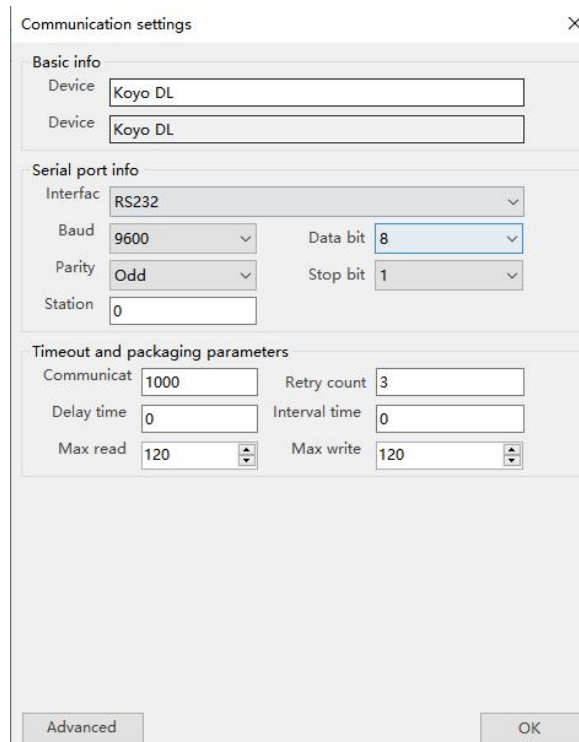 Communication settings
Basic info
Device Koyo DL
Device Koyo DL
Serial port info
Interfac RS232
Baud 9600 Data bit 8
Parity Odd Stop bit 1
Station 0
Timeout and packaging parameters
Communicat 1000 Retry count 3
Delay time 0 Interval time 0
Max read 120 Max write 120
Advanced OK